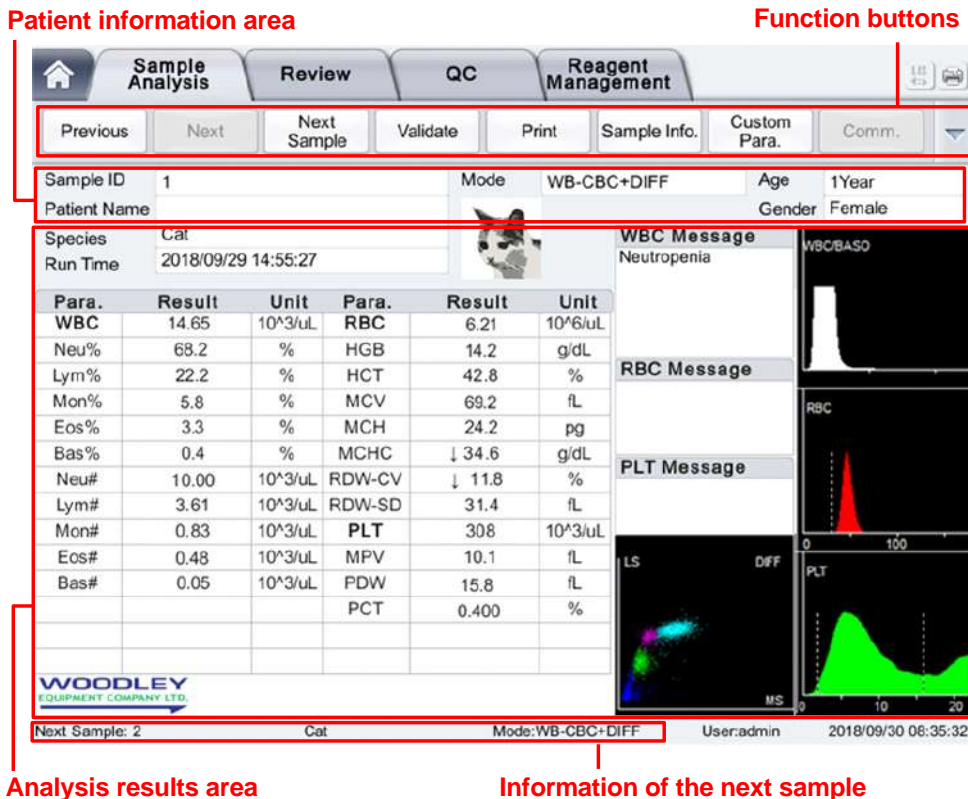 Patient information area
Function buttons
Sample Analysis
Review
QC
Reagent Management
LIS
Previous
Next
Next Sample
Validate
Print
Sample Info.
Custom Para.
Comm.
Sample ID 1 Mode WB-CBC+DIFF Age 1Year
Patient Name Gender Female
Species Cat
Run Time 2018/09/29 14:55:27
WBC Message
Neutropenia
WBC/BASO
0
Para. Result Unit Para. Result Unit
WBC 14.65 10^3/uL RBC 6.21 10^6/uL
Neu% 68.2 % HGB 14.2 g/dL
Lym% 22.2 % HCT 42.8 %
Mon% 5.8 % MCV 69.2 fL
Eos% 3.3 % MCH 24.2 pg
Bas% 0.4 % MCHC ↓ 34.6 g/dL
Neu# 10.00 10^3/uL RDW-CV ↓ 11.8 %
Lym# 3.61 10^3/uL RDW-SD 31.4 fL
Mon# 0.83 10^3/uL PLT 308 10^3/uL
Eos# 0.48 10^3/uL MPV 10.1 fL
Bas# 0.05 10^3/uL PDW 15.8 fL
PCT 0.400 %
RBC Message
RBC
0 100
PLT Message
LS DIFF
MS
PLT
0 10 20
WOODLEY
EQUIPMENT COMPANY LTD.
Next Sample: 2 Cat Mode:WB-CBC+DIFF User:admin 2018/09/30 08:35:32
Analysis results area
Information of the next sample